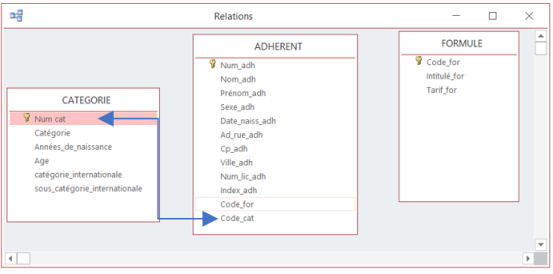 Relations
CATEGORIE
Num cat
Catégorie
Années_de_naissance
Age
catégorie_internationale
sous_catégorie_internationale
ADHERENT
Num_adh
Nom_adh
Prénom_adh
Sexe_adh
Date_naiss_adh
Ad_rue_adh
Cp_adh
Ville_adh
Num_lic_adh
Index_adh
Code_for
Code_cat
FORMULE
Code_for
Intitulé_for
Tarif_for